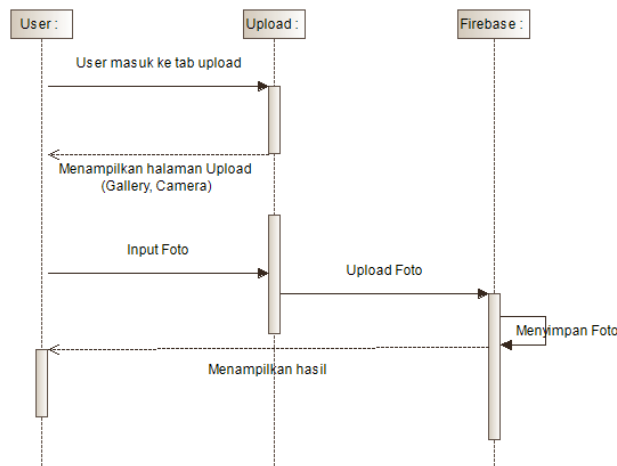 User :
Upload :
Firebase :
User masuk ke tab upload
Menampilkan halaman Upload
(Gallery, Camera)
Input Foto
Upload Foto
Menyimpan Foto
Menampilkan hasil